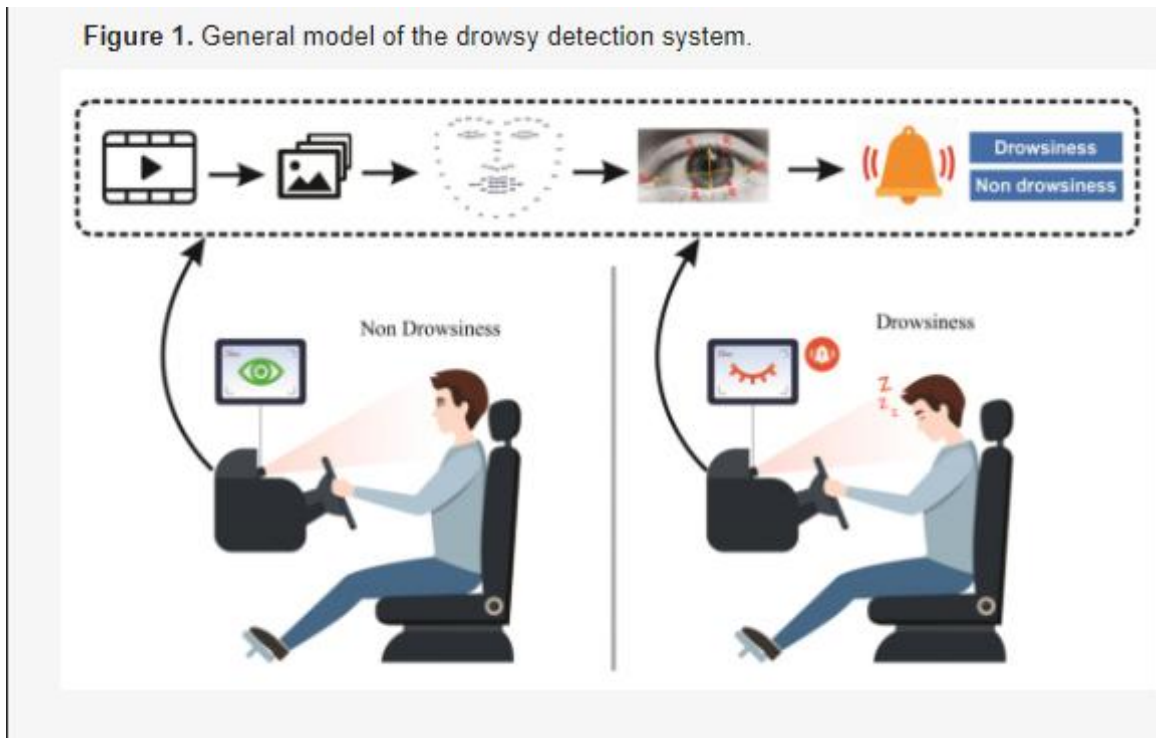 Figure 1. General model of the drowsy detection system.
Drowsiness
Non drowsiness
Non Drowsiness
Drowsiness
Z
Z
z